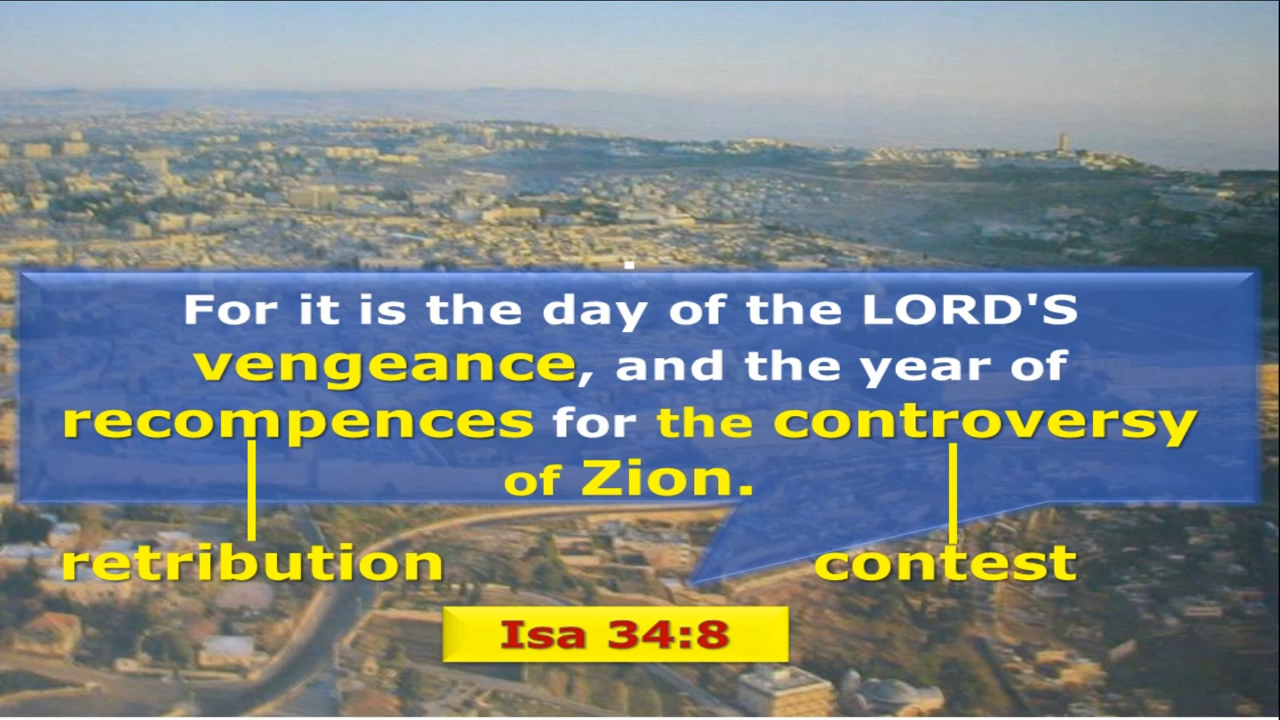 For it is the day of the LORD'S
vengeance, and the year of
recompences for the controversy
of Zion.
retribution contest
Isa 34:8